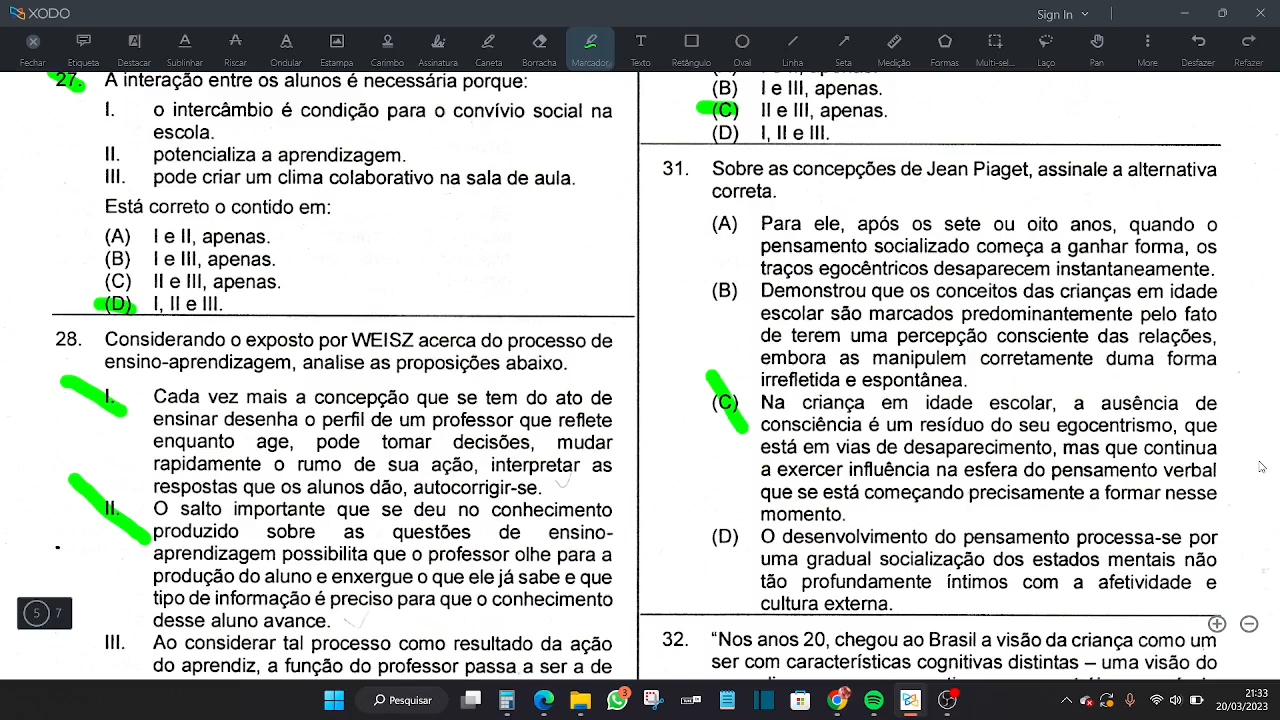 XODO
Sign In
Fechar Etiqueta Destacar Sublinhar Riscar Ondular Estampa Carimbo Assinatura Caneta Borracha Marcador Texto Retângulo Oval Linha Seta Medição Formas Multi-sel... Laço Pan More Desfazer Refazer
27. A interação entre os alunos é necessária porque:
I. o intercâmbio é condição para o convívio social na
escola.
II. potencializa a aprendizagem.
III. pode criar um clima colaborativo na sala de aula.
Está correto o contido em:
(A) I e II, apenas.
(B) I e III, apenas.
(C) II e III, apenas.
(D) I, II e III.
28. Considerando o exposto por WEISZ acerca do processo de
ensino-aprendizagem, analise as proposições abaixo.
I. Cada vez mais a concepção que se tem do ato de
ensinar desenha o perfil de um professor que reflete
enquanto age, pode tomar decisões, mudar
rapidamente o rumo de sua ação, interpretar as
respostas que os alunos dão, autocorrigir-se.
II. O salto importante que se deu no conhecimento
produzido sobre as questões de ensino-
aprendizagem possibilita que o professor olhe para a
produção do aluno e enxergue o que ele já sabe e que
tipo de informação é preciso para que o conhecimento
desse aluno avance.
III. Ao considerar tal processo como resultado da ação
do aprendiz, a função do professor passa a ser a de
(B) I e III, apenas.
(C) II e III, apenas.
(D) I, II e III.
31. Sobre as concepções de Jean Piaget, assinale a alternativa
correta.
(A) Para ele, após os sete ou oito anos, quando o
pensamento socializado começa a ganhar forma, os
traços egocêntricos desaparecem instantaneamente.
(B) Demonstrou que os conceitos das crianças em idade
escolar são marcados predominantemente pelo fato
de terem uma percepção consciente das relações,
embora as manipulem corretamente duma forma
irrefletida e espontânea.
(C) Na criança em idade escolar, a ausência de
consciência é um resíduo do seu egocentrismo, que
está em vias de desaparecimento, mas que continua
a exercer influência na esfera do pensamento verbal
que se está começando precisamente a formar nesse
momento.
(D) O desenvolvimento do pensamento processa-se por
uma gradual socialização dos estados mentais não
tão profundamente íntimos com a afetividade e
cultura externa.
32. “Nos anos 20, chegou ao Brasil a visão da criança como um
ser com características cognitivas distintas – uma visão do
5 7
Pesquisar
3
21:33
20/03/2023